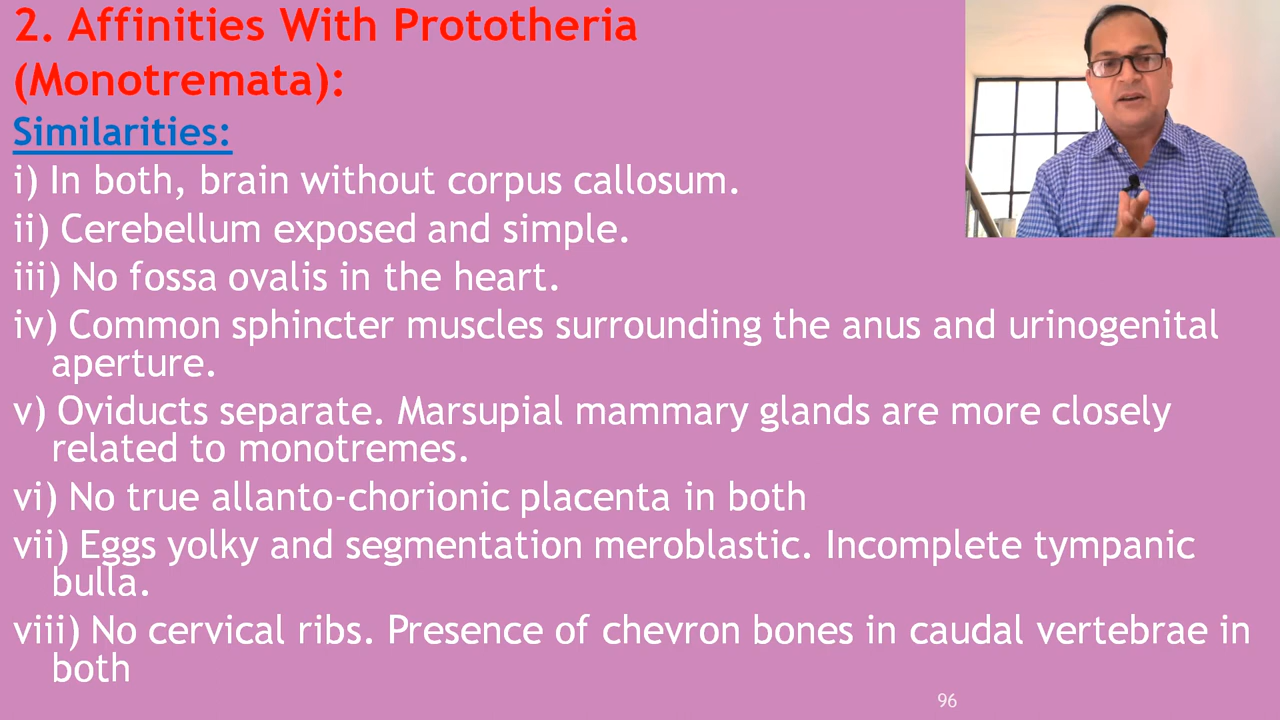 2. Affinities With Prototheria
(Monotremata):
Similarities:
i) In both, brain without corpus callosum.
ii) Cerebellum exposed and simple.
iii) No fossa ovalis in the heart.
iv) Common sphincter muscles surrounding the anus and urinogenital
aperture.
v) Oviducts separate. Marsupial mammary glands are more closely
related to monotremes.
vi) No true allanto-chorionic placenta in both
vii) Eggs yolky and segmentation meroblastic. Incomplete tympanic
bulla.
viii) No cervical ribs. Presence of chevron bones in caudal vertebrae in
both
96